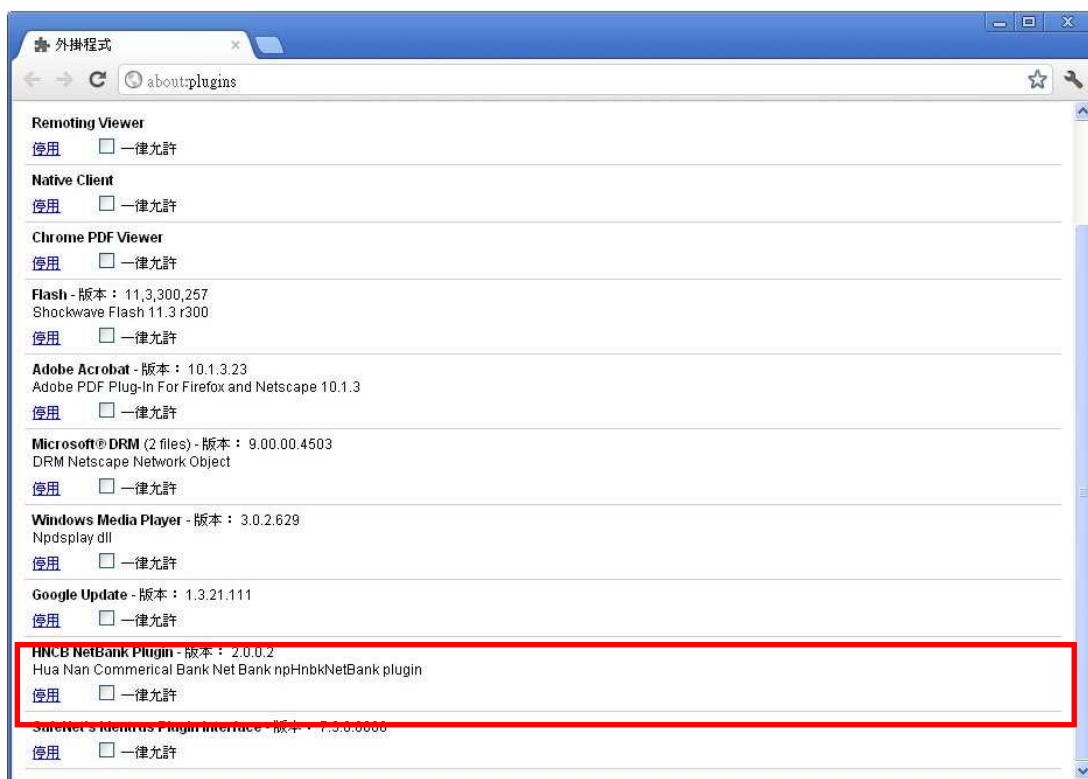 外掛程式
about:plugins
Remoting Viewer
停用 一律允許
Native Client
停用 一律允許
Chrome PDF Viewer
停用 一律允許
Flash - 版本： 11,3,300,257
Shockwave Flash 11.3 r300
停用 一律允許
Adobe Acrobat - 版本： 10.1.3.23
Adobe PDF Plug-In For Firefox and Netscape 10.1.3
停用 一律允許
Microsoft® DRM (2 files) - 版本： 9.00.00.4503
DRM Netscape Network Object
停用 一律允許
Windows Media Player - 版本： 3.0.2.629
Npdsplay dll
停用 一律允許
Google Update - 版本： 1.3.21.111
停用 一律允許
HNCB NetBank Plugin - 版本： 2.0.0.2
Hua Nan Commerical Bank Net Bank npHnbkNetBank plugin
停用 一律允許
SafeNet's Identrus Plugin Interface - 版本：
停用 一律允許